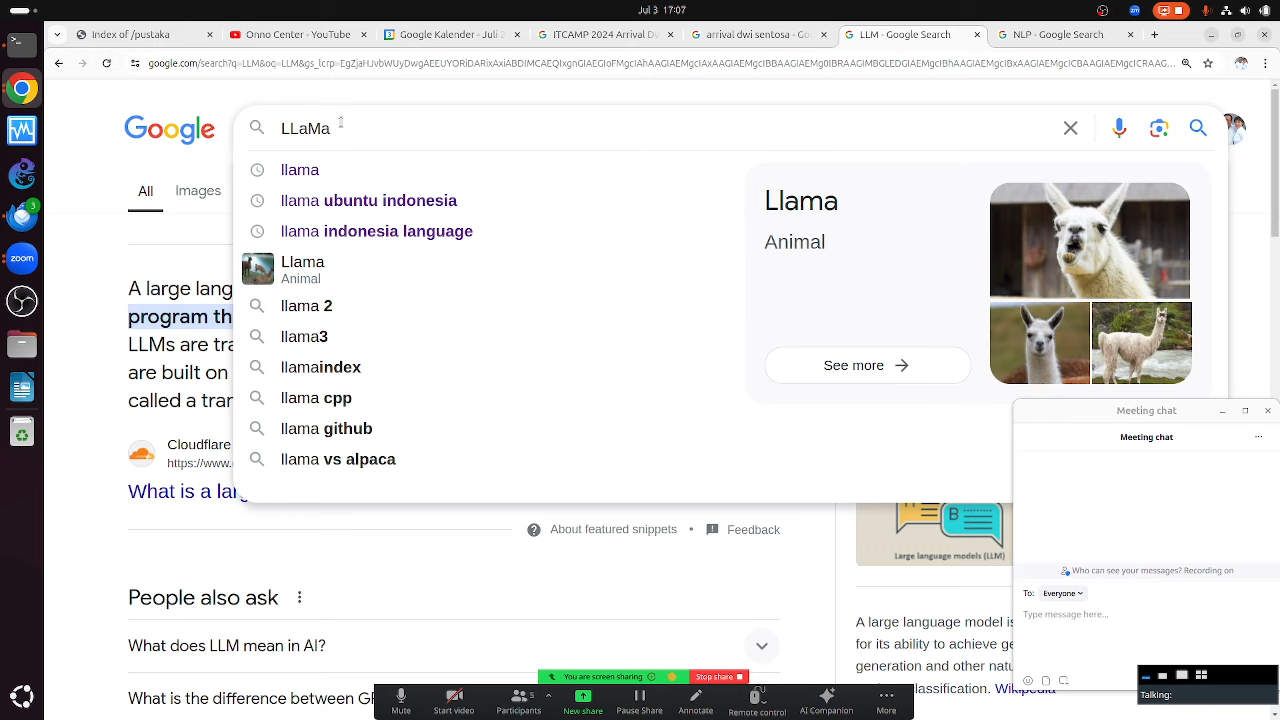 Jul 3 17:07
Index of /pustaka
Onno Center - YouTube
Google Kalender - Juli 2
ITCAMP 2024 Arrival D
arrival dwi sentosa - Go
LLM - Google Search
NLP - Google Search
Google
LLaMa
All Images
llama
llama ubuntu indonesia
llama indonesia language
Llama
Animal
llama 2
llama3
llamaindex
llama cpp
llama github
llama vs alpaca
Llama
Animal
See more
A large lang
program th
LLMs are tra
are built on
called a tran
Cloudflare
https://www.c
What is a larg
About featured snippets • Feedback
People also ask
What does LLM mean in AI?
What is the difference between G
Large language models (LLM)
A large language model is
for its ability to achieve ge
generation and other natu
classification. Wikipedia
Meeting chat
Meeting chat
Who can see your messages? Recording on
To: Everyone
Type message here...
Talking:
You are screen sharing
Stop share
Mute
Start video
Participants 5
New share
Pause Share
Annotate
Remote control
AI Companion
More
zoom
3
zm